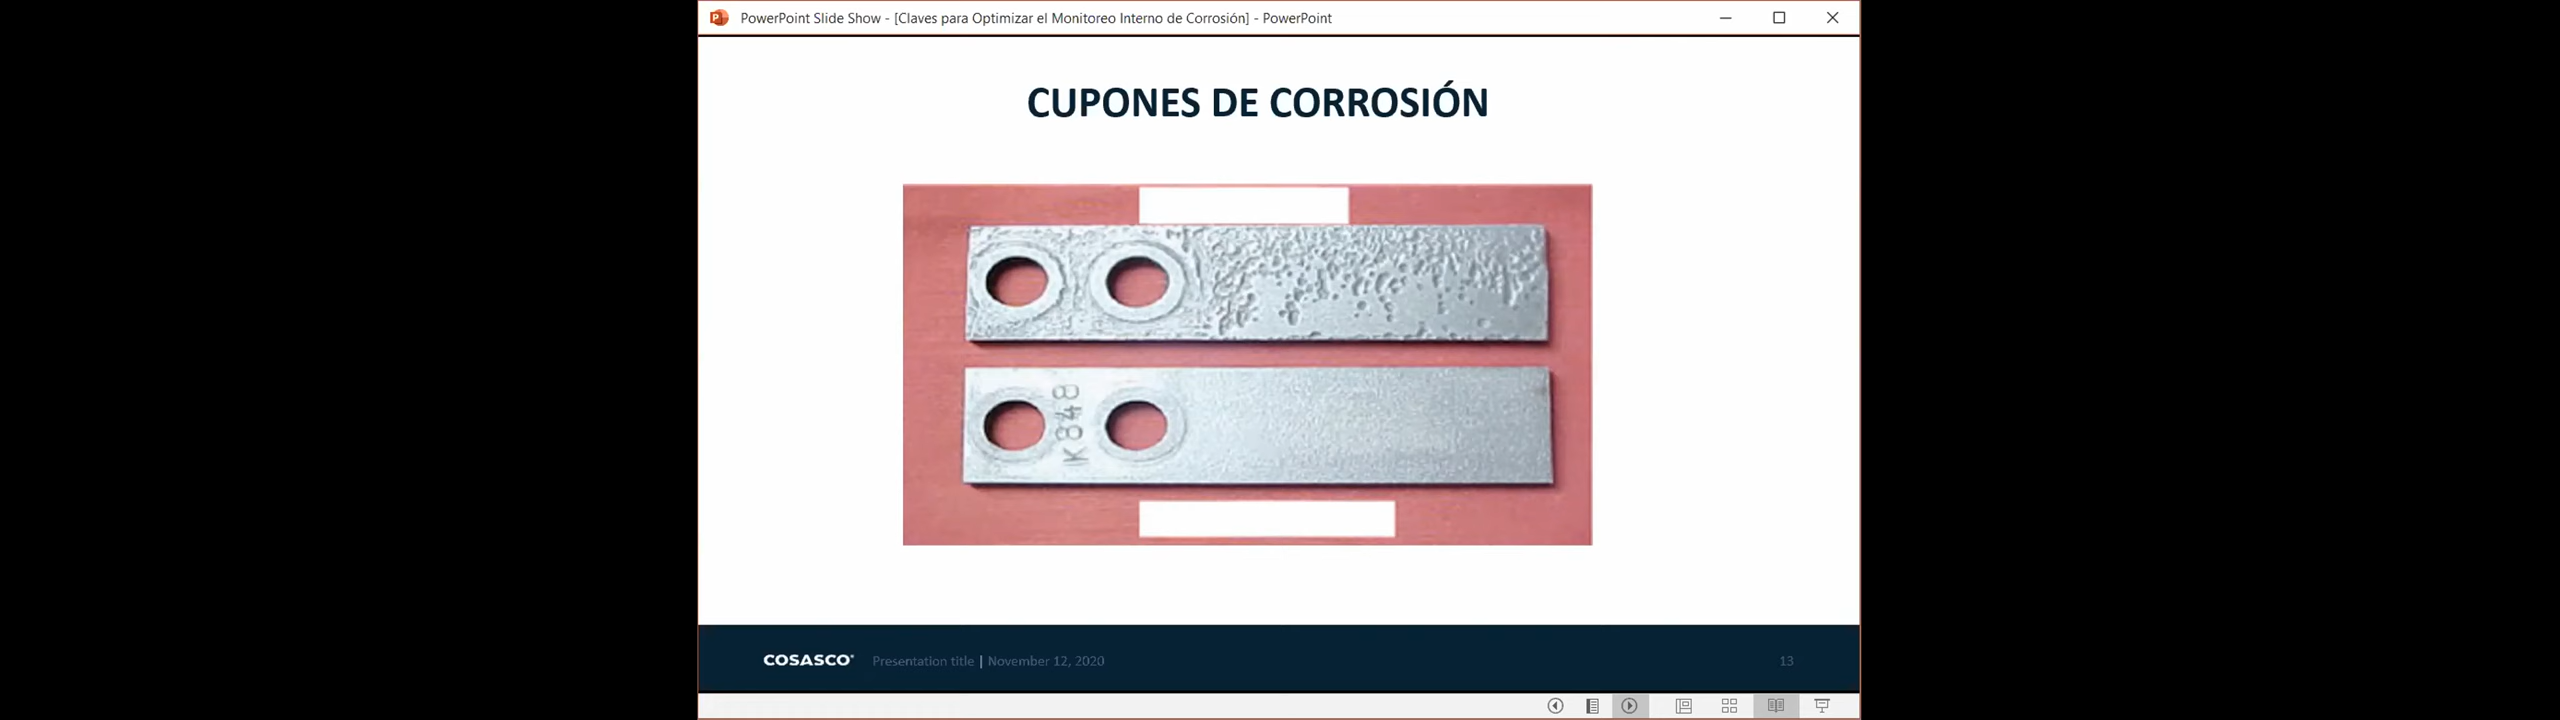 PowerPoint Slide Show - [Claves para Optimizar el Monitoreo Interno de Corrosión] - PowerPoint
CUPONES DE CORROSIÓN
K848
COSASCO®
Presentation title | November 12, 2020
13